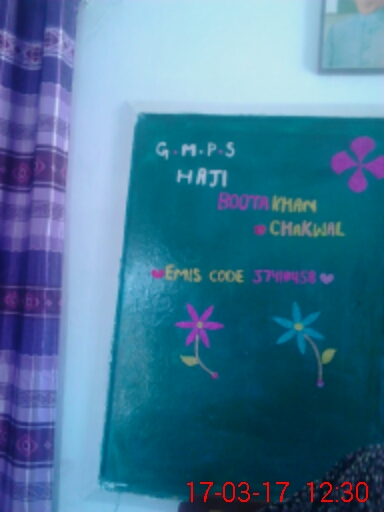 G.M.P.S
HAJI
BOOTA KHAN
CHAKWAL
EMIS CODE
17-03-17 12:30